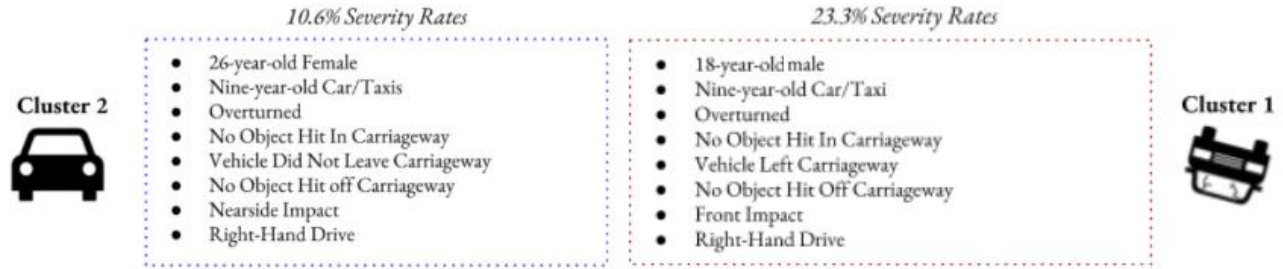 10.6% Severity Rates
23.3% Severity Rates
Cluster 2
• 26-year-old Female
• Nine-year-old Car/Taxis
• Overturned
• No Object Hit In Carriageway
• Vehicle Did Not Leave Carriageway
• No Object Hit off Carriageway
• Nearside Impact
• Right-Hand Drive
• 18-year-old male
• Nine-year-old Car/Taxi
• Overturned
• No Object Hit In Carriageway
• Vehicle Left Carriageway
• No Object Hit Off Carriageway
• Front Impact
• Right-Hand Drive
Cluster 1